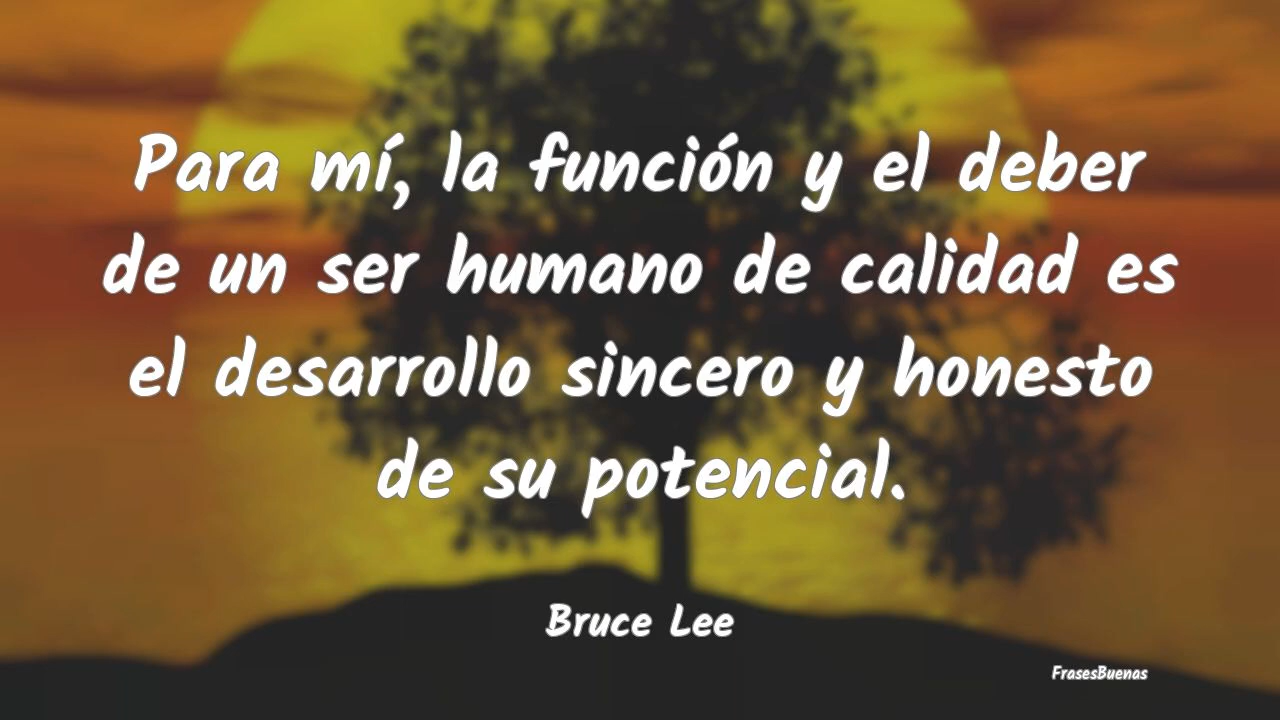 Para mí, la función y el deber
de un ser humano de calidad es
el desarrollo sincero y honesto
de su potencial.
Bruce Lee
FrasesBuenas